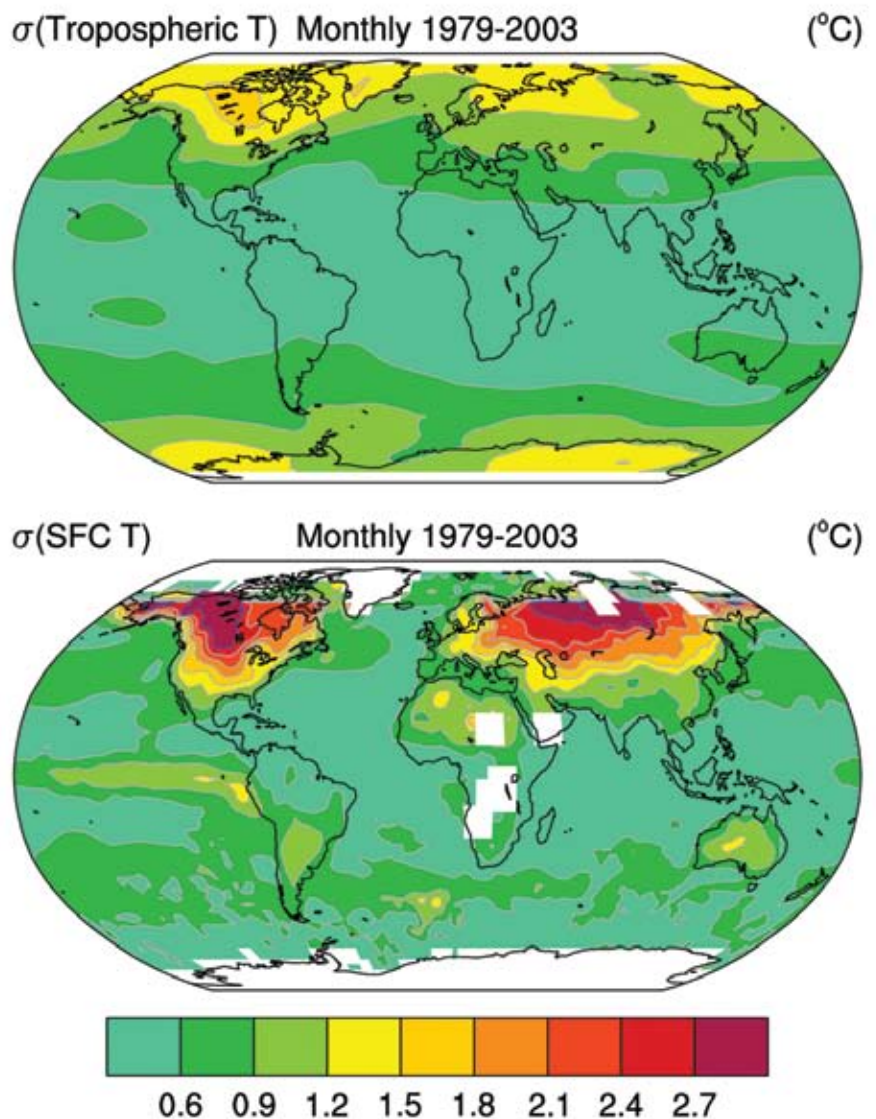 σ(Tropospheric T) Monthly 1979-2003 (°C)
σ(SFC T) Monthly 1979-2003 (°C)
0.6 0.9 1.2 1.5 1.8 2.1 2.4 2.7